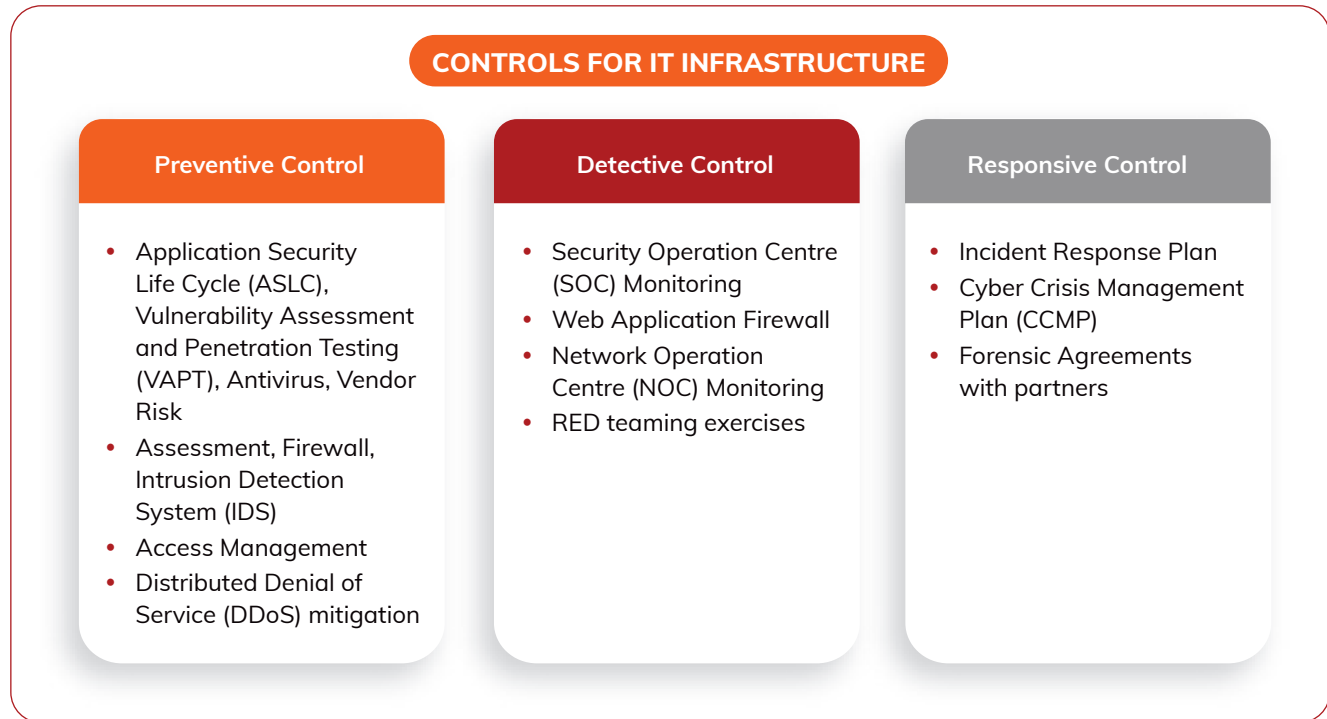 CONTROLS FOR IT INFRASTRUCTURE
Preventive Control
• Application Security
Life Cycle (ASLC),
Vulnerability Assessment
and Penetration Testing
(VAPT), Antivirus, Vendor
Risk
• Assessment, Firewall,
Intrusion Detection
System (IDS)
• Access Management
• Distributed Denial of
Service (DDoS) mitigation
Detective Control
• Security Operation Centre
(SOC) Monitoring
• Web Application Firewall
• Network Operation
Centre (NOC) Monitoring
• RED teaming exercises
Responsive Control
• Incident Response Plan
• Cyber Crisis Management
Plan (CCMP)
• Forensic Agreements
with partners